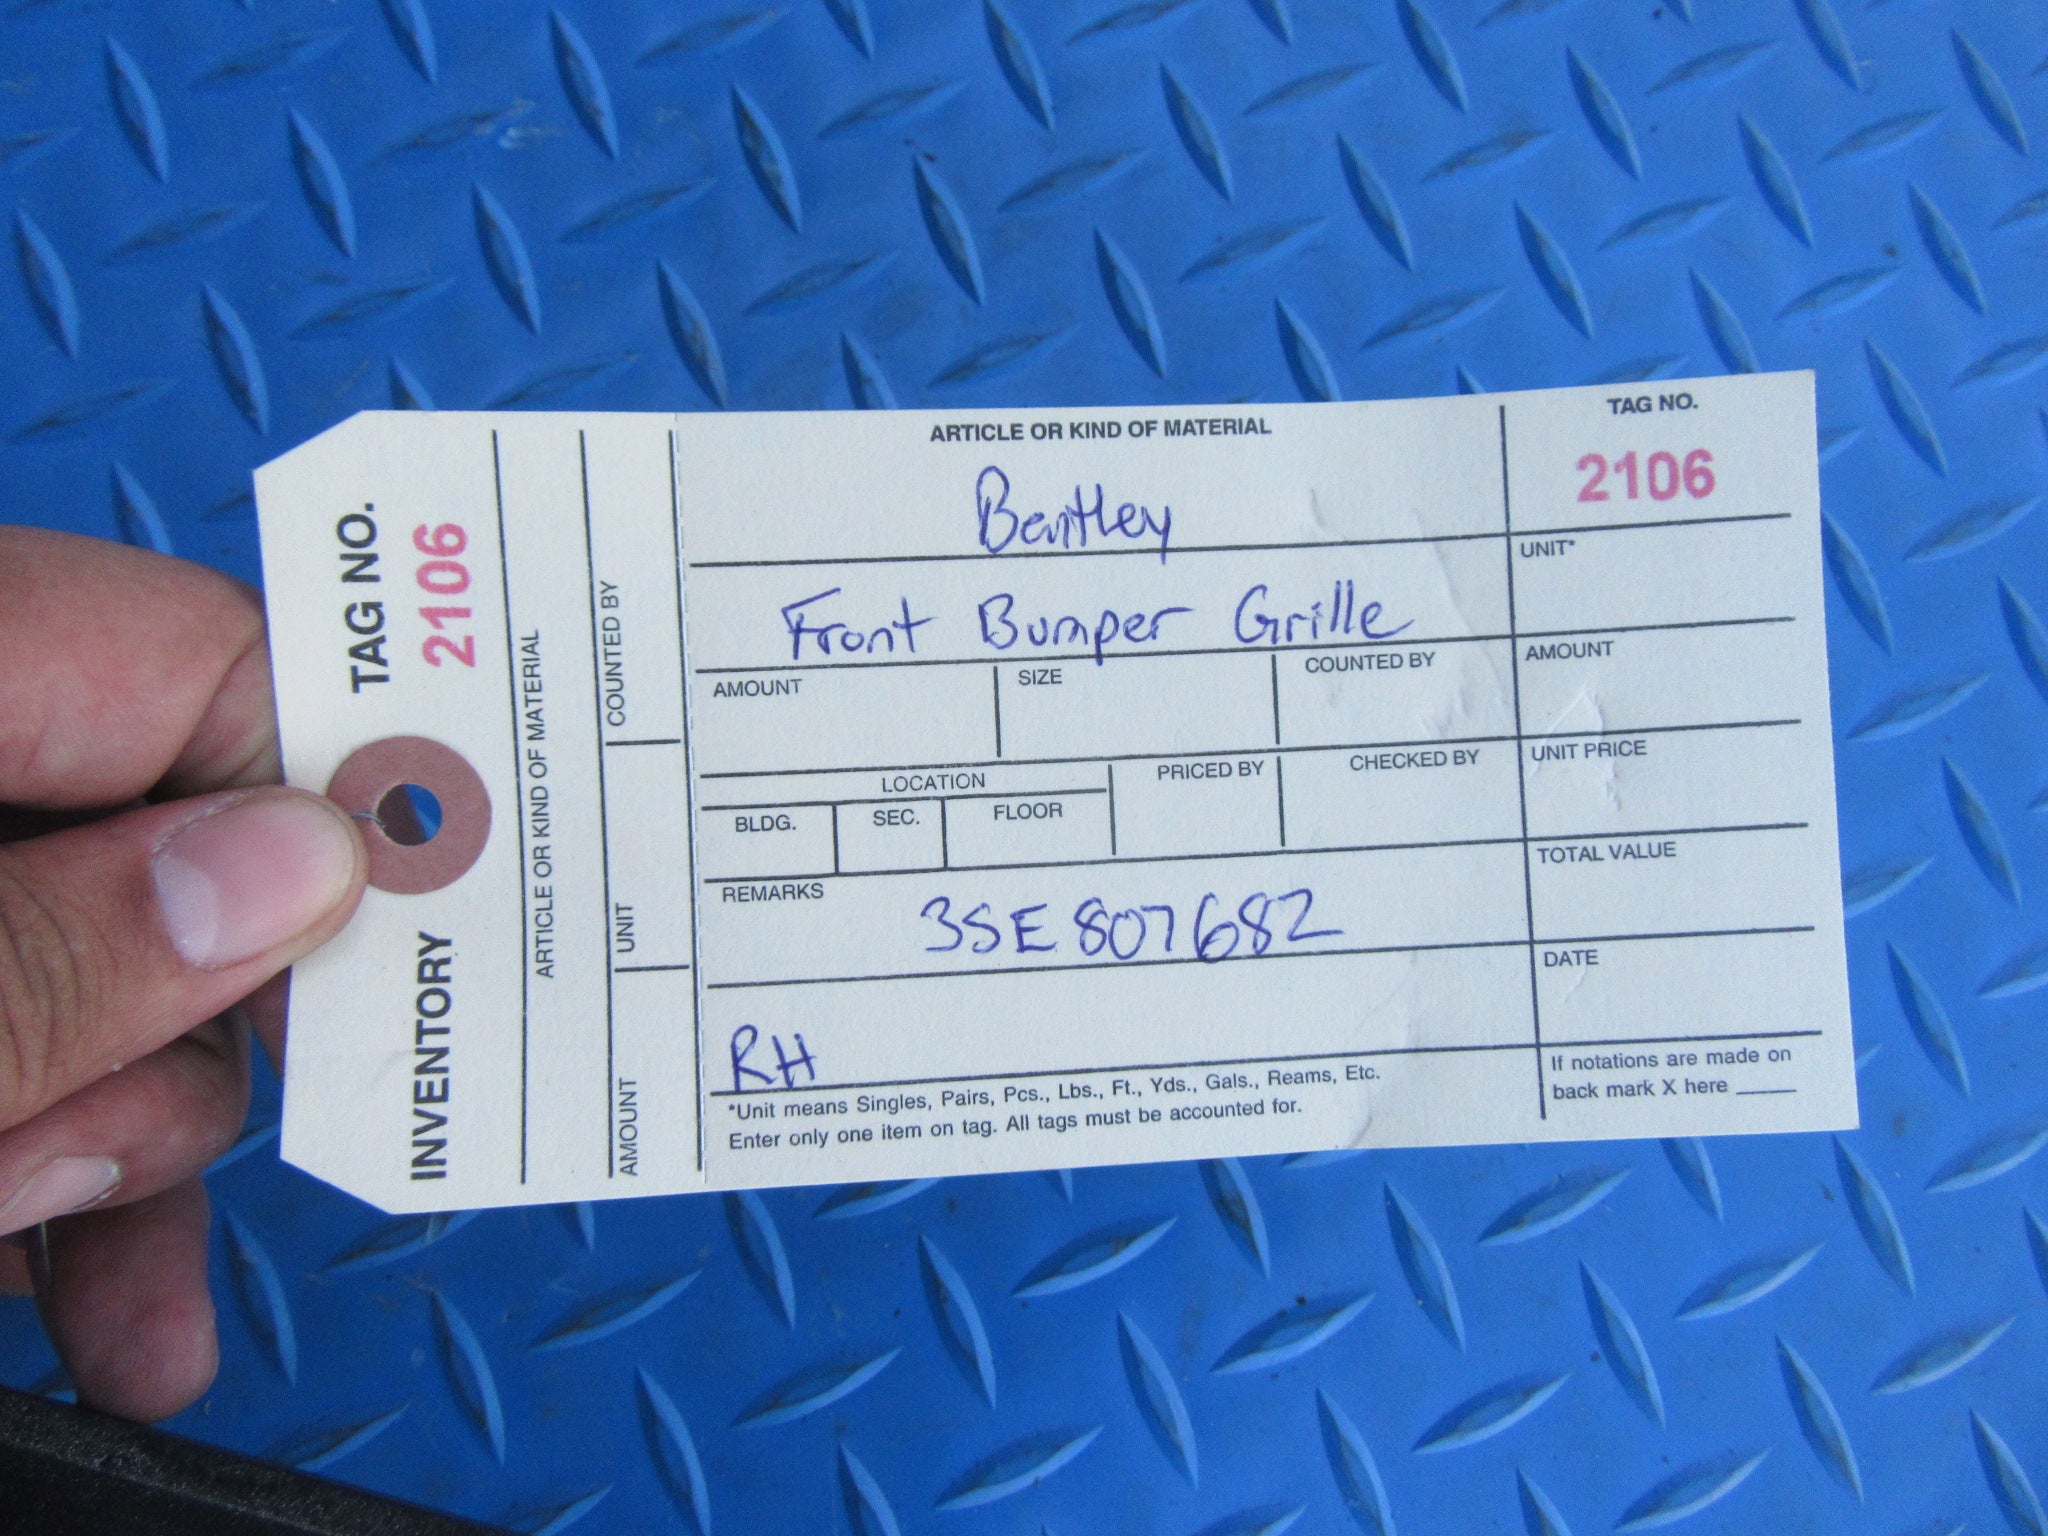 INVENTORY TAG NO.
2106
ARTICLE OR KIND OF MATERIAL
AMOUNT UNIT COUNTED BY
ARTICLE OR KIND OF MATERIAL
Bentley
Front Bumper Grille
TAG NO.
2106
UNIT*
AMOUNT SIZE COUNTED BY
AMOUNT
LOCATION PRICED BY CHECKED BY
UNIT PRICE
BLDG. SEC. FLOOR
TOTAL VALUE
REMARKS
3SE807682
DATE
RH
*Unit means Singles, Pairs, Pcs., Lbs., Ft., Yds., Gals., Reams, Etc.
Enter only one item on tag. All tags must be accounted for.
If notations are made on
back mark X here _____